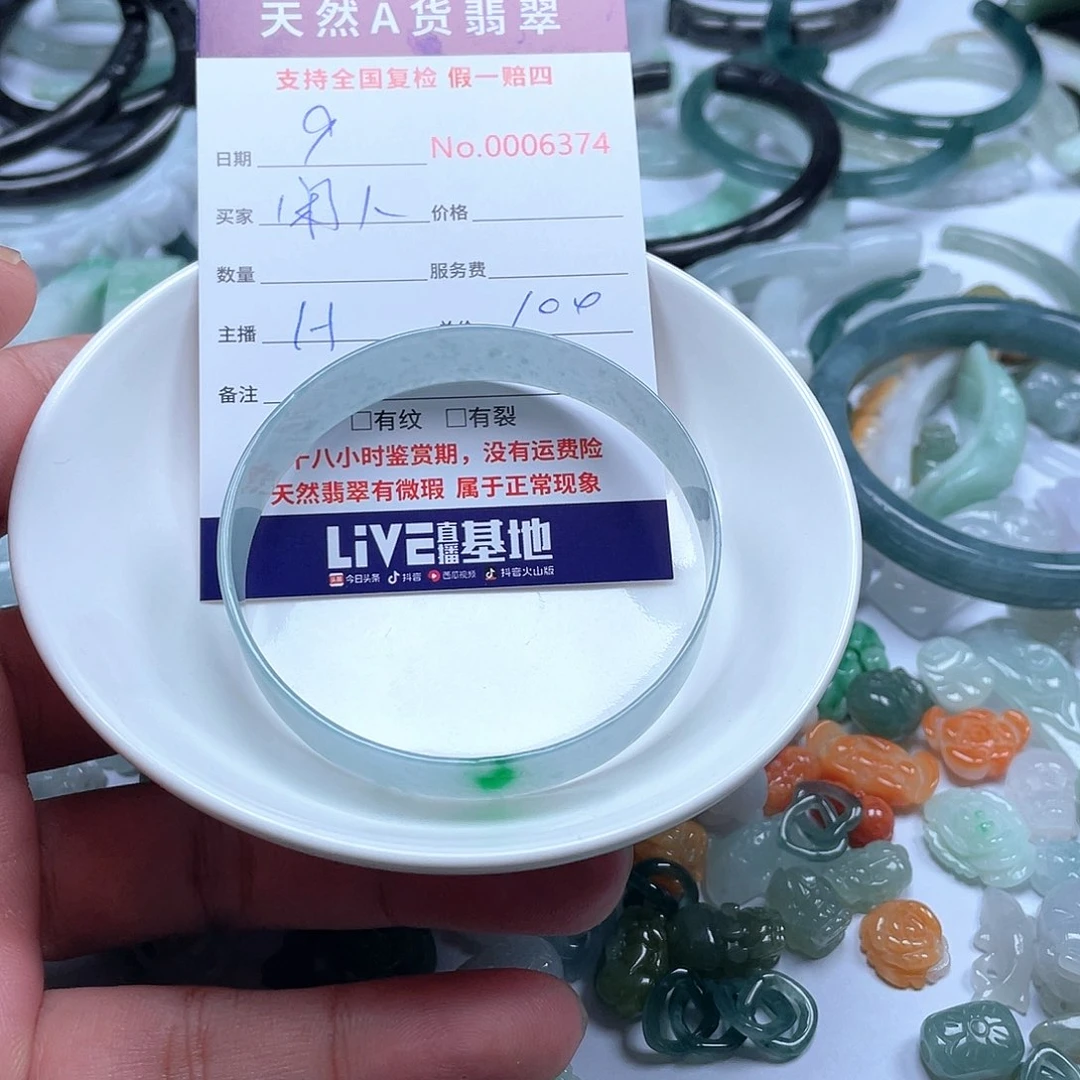 天然A货翡翠
支持全国复检 假一赔四
日期 9 No.0006374
买家 闲人 价格
数量 服务费
主播 H 104
备注
□有纹 □有裂
八小时鉴赏期，没有运费险
天然翡翠有微瑕 属于正常现象
LiVE直播基地
头条 今日头条 抖音 西瓜视频 抖音火山版